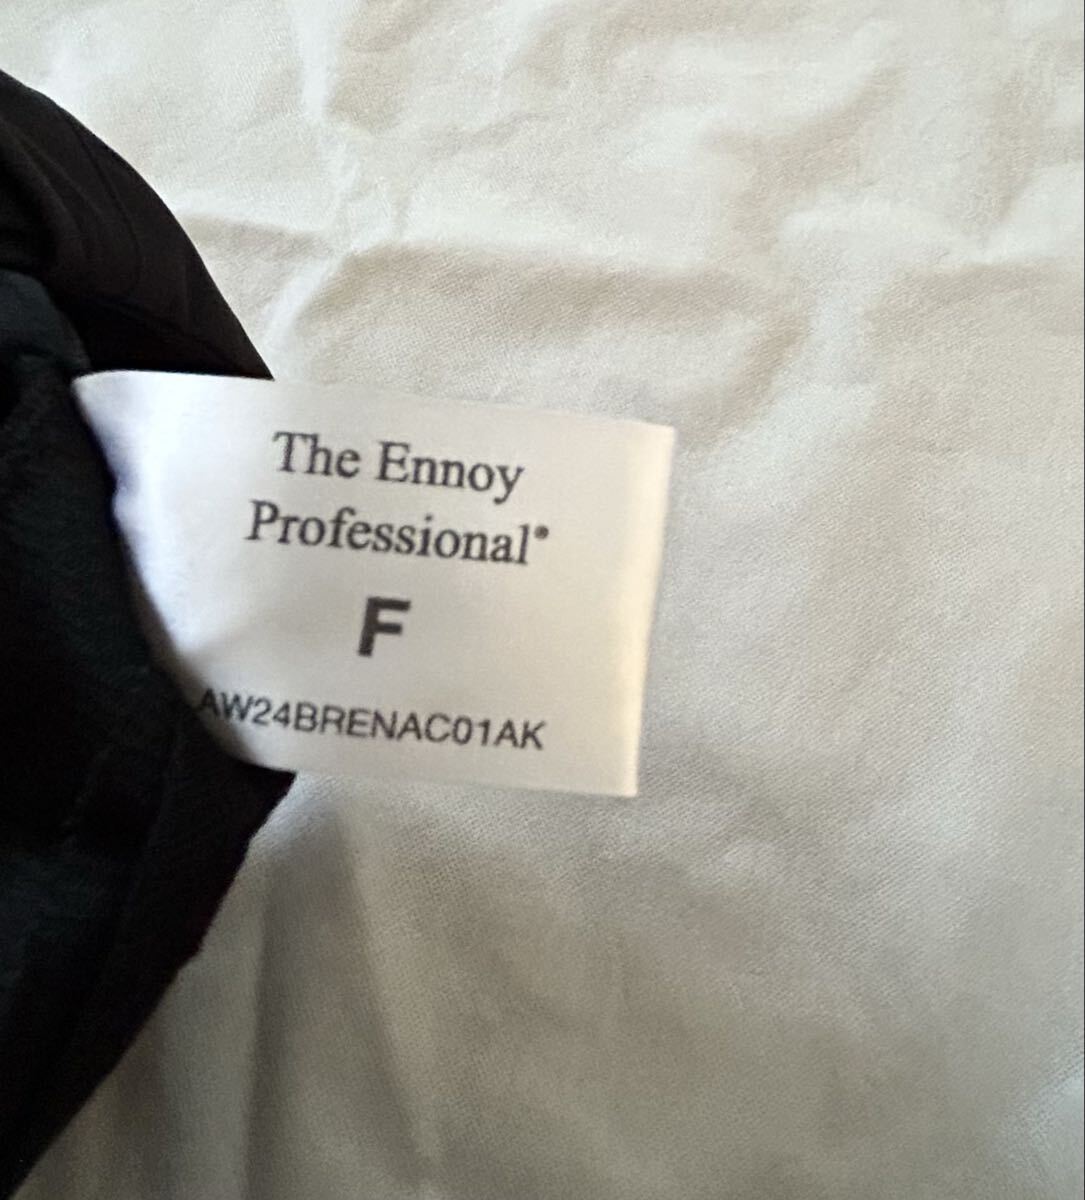 The Ennoy
Professional®
F
AW24BRENAC01AK